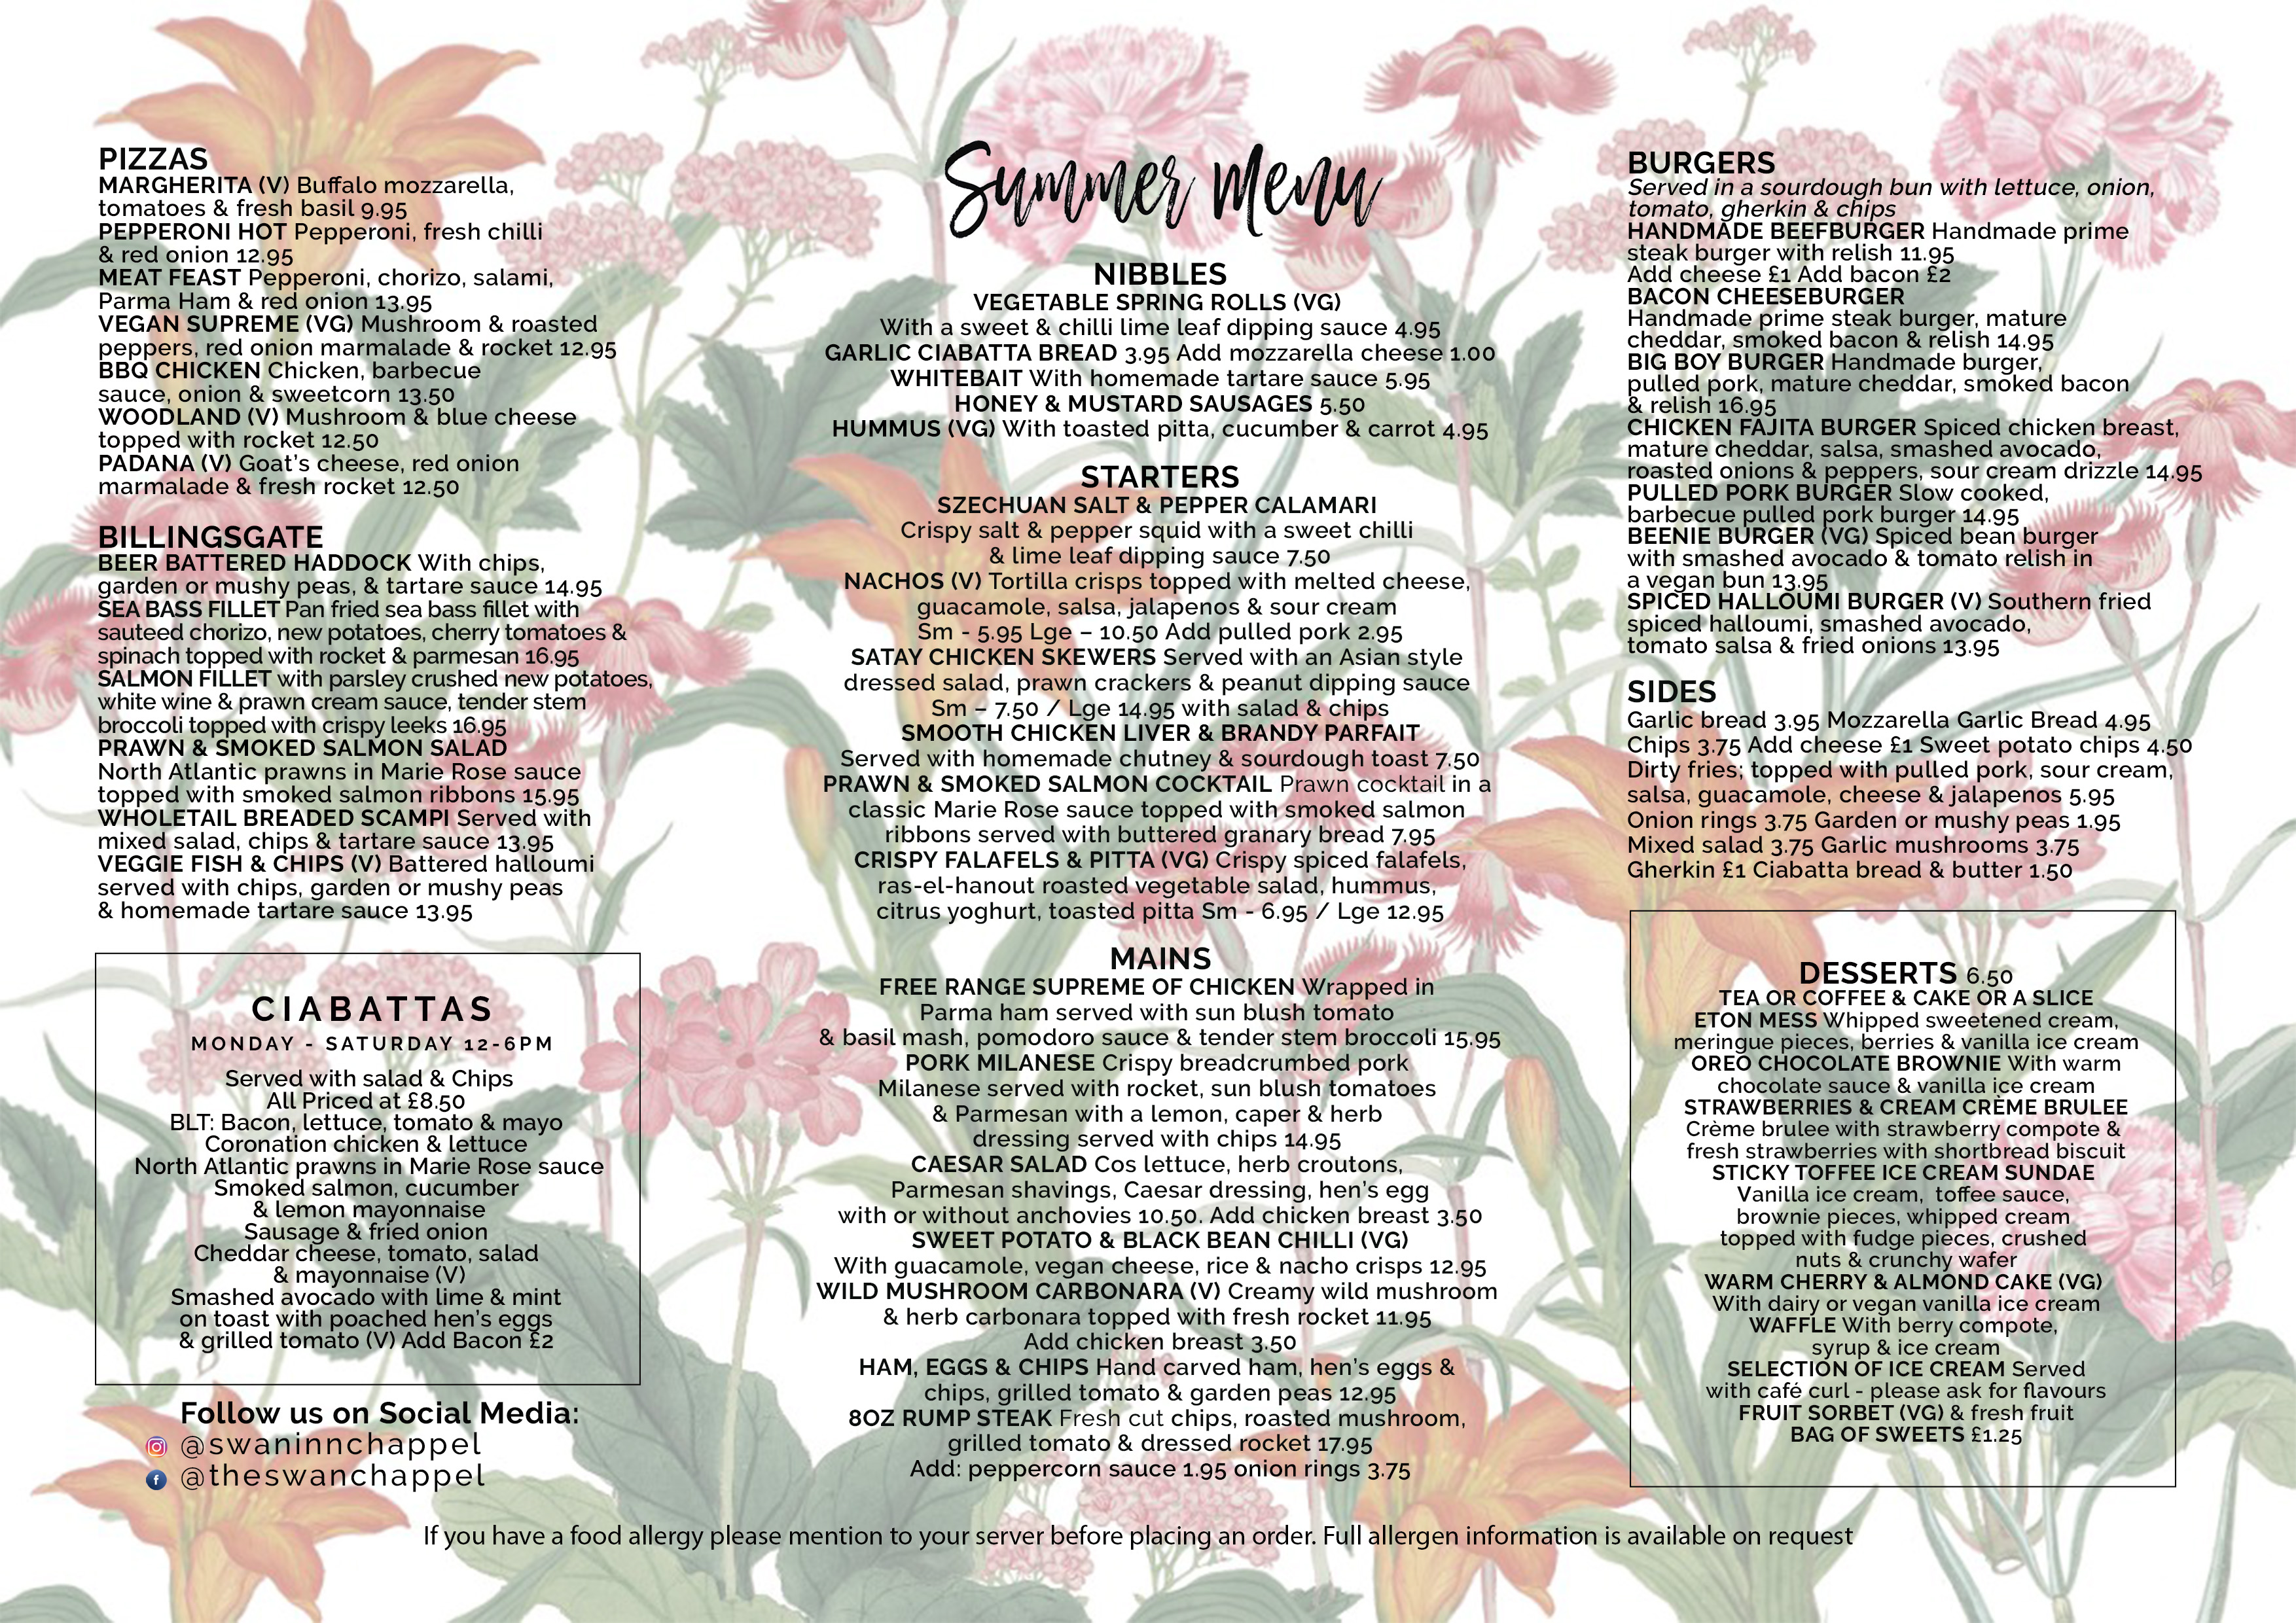 PIZZAS
MARGHERITA (V) Buffalo mozzarella,
tomatoes & fresh basil 9.95
PEPPERONI HOT Pepperoni, fresh chilli
& red onion 12.95
MEAT FEAST Pepperoni, chorizo, salami,
Parma Ham & red onion 13.95
VEGAN SUPREME (VG) Mushroom & roasted
peppers, red onion marmalade & rocket 12.95
BBQ CHICKEN Chicken, barbecue
sauce, onion & sweetcorn 13.50
WOODLAND (V) Mushroom & blue cheese
topped with rocket 12.50
PADANA (V) Goat's cheese, red onion
marmalade & fresh rocket 12.50
BILLINGSGATE
BEER BATTERED HADDOCK With chips,
garden or mushy peas, & tartare sauce 14.95
SEA BASS FILLET Pan fried sea bass fillet with
sauteed chorizo, new potatoes, cherry tomatoes &
spinach topped with rocket & parmesan 16.95
SALMON FILLET with parsley crushed new potatoes,
white wine & prawn cream sauce, tender stem
broccoli topped with crispy leeks 16.95
PRAWN & SMOKED SALMON SALAD
North Atlantic prawns in Marie Rose sauce
topped with smoked salmon ribbons 15.95
WHOLETAIL BREADED SCAMPI Served with
mixed salad, chips & tartare sauce 13.95
VEGGIE FISH & CHIPS (V) Battered halloumi
served with chips, garden or mushy peas
& homemade tartare sauce 13.95
CIABATTAS
MONDAY - SATURDAY 12-6PM
Served with salad & Chips
All Priced at £8.50
BLT: Bacon, lettuce, tomato & mayo
Coronation chicken & lettuce
North Atlantic prawns in Marie Rose sauce
Smoked salmon, cucumber
& lemon mayonnaise
Sausage & fried onion
Cheddar cheese, tomato, salad
& mayonnaise (V)
Smashed avocado with lime & mint
on toast with poached hen's eggs
& grilled tomato (V) Add Bacon £2
Follow us on Social Media:
@swaninnchappel
@theswanchappel
Summer Menu
NIBBLES
VEGETABLE SPRING ROLLS (VG)
With a sweet & chilli lime leaf dipping sauce 4.95
GARLIC CIABATTA BREAD 3.95 Add mozzarella cheese 1.00
WHITEBAIT With homemade tartare sauce 5.95
HONEY & MUSTARD SAUSAGES 5.50
HUMMUS (VG) With toasted pitta, cucumber & carrot 4.95
STARTERS
SZECHUAN SALT & PEPPER CALAMARI
Crispy salt & pepper squid with a sweet chilli
& lime leaf dipping sauce 7.50
NACHOS (V) Tortilla crisps topped with melted cheese,
guacamole, salsa, jalapenos & sour cream
Sm - 5.95 Lge – 10.50 Add pulled pork 2.95
SATAY CHICKEN SKEWERS Served with an Asian style
dressed salad, prawn crackers & peanut dipping sauce
Sm – 7.50 / Lge 14.95 with salad & chips
SMOOTH CHICKEN LIVER & BRANDY PARFAIT
Served with homemade chutney & sourdough toast 7.50
PRAWN & SMOKED SALMON COCKTAIL Prawn cocktail in a
classic Marie Rose sauce topped with smoked salmon
ribbons served with buttered granary bread 7.95
CRISPY FALAFELS & PITTA (VG) Crispy spiced falafels,
ras-el-hanout roasted vegetable salad, hummus,
citrus yoghurt, toasted pitta Sm - 6.95 / Lge 12.95
MAINS
FREE RANGE SUPREME OF CHICKEN Wrapped in
Parma ham served with sun blush tomato
& basil mash, pomodoro sauce & tender stem broccoli 15.95
PORK MILANESE Crispy breadcrumbed pork
Milanese served with rocket, sun blush tomatoes
& Parmesan with a lemon, caper & herb
dressing served with chips 14.95
CAESAR SALAD Cos lettuce, herb croutons,
Parmesan shavings, Caesar dressing, hen's egg
with or without anchovies 10.50. Add chicken breast 3.50
SWEET POTATO & BLACK BEAN CHILLI (VG)
With guacamole, vegan cheese, rice & nacho crisps 12.95
WILD MUSHROOM CARBONARA (V) Creamy wild mushroom
& herb carbonara topped with fresh rocket 11.95
Add chicken breast 3.50
HAM, EGGS & CHIPS Hand carved ham, hen's eggs &
chips, grilled tomato & garden peas 12.95
8OZ RUMP STEAK Fresh cut chips, roasted mushroom,
grilled tomato & dressed rocket 17.95
Add: peppercorn sauce 1.95 onion rings 3.75
BURGERS
Served in a sourdough bun with lettuce, onion,
tomato, gherkin & chips
HANDMADE BEEFBURGER Handmade prime
steak burger with relish 11.95
Add cheese £1 Add bacon £2
BACON CHEESEBURGER
Handmade prime steak burger, mature
cheddar, smoked bacon & relish 14.95
BIG BOY BURGER Handmade burger,
pulled pork, mature cheddar, smoked bacon
& relish 16.95
CHICKEN FAJITA BURGER Spiced chicken breast,
mature cheddar, salsa, smashed avocado,
roasted onions & peppers, sour cream drizzle 14.95
PULLED PORK BURGER Slow cooked,
barbecue pulled pork burger 14.95
BEENIE BURGER (VG) Spiced bean burger
with smashed avocado & tomato relish in
a vegan bun 13.95
SPICED HALLOUMI BURGER (V) Southern fried
spiced halloumi, smashed avocado,
tomato salsa & fried onions 13.95
SIDES
Garlic bread 3.95 Mozzarella Garlic Bread 4.95
Chips 3.75 Add cheese £1 Sweet potato chips 4.50
Dirty fries; topped with pulled pork, sour cream,
salsa, guacamole, cheese & jalapenos 5.95
Onion rings 3.75 Garden or mushy peas 1.95
Mixed salad 3.75 Garlic mushrooms 3.75
Gherkin £1 Ciabatta bread & butter 1.50
DESSERTS 6.50
TEA OR COFFEE & CAKE OR A SLICE
ETON MESS Whipped sweetened cream,
meringue pieces, berries & vanilla ice cream
OREO CHOCOLATE BROWNIE With warm
chocolate sauce & vanilla ice cream
STRAWBERRIES & CREAM CRÈME BRULEE
Crème brulee with strawberry compote &
fresh strawberries with shortbread biscuit
STICKY TOFFEE ICE CREAM SUNDAE
Vanilla ice cream, toffee sauce,
brownie pieces, whipped cream
topped with fudge pieces, crushed
nuts & crunchy wafer
WARM CHERRY & ALMOND CAKE (VG)
With dairy or vegan vanilla ice cream
WAFFLE With berry compote,
syrup & ice cream
SELECTION OF ICE CREAM Served
with café curl - please ask for flavours
FRUIT SORBET (VG) & fresh fruit
BAG OF SWEETS £1.25
If you have a food allergy please mention to your server before placing an order. Full allergen information is available on request